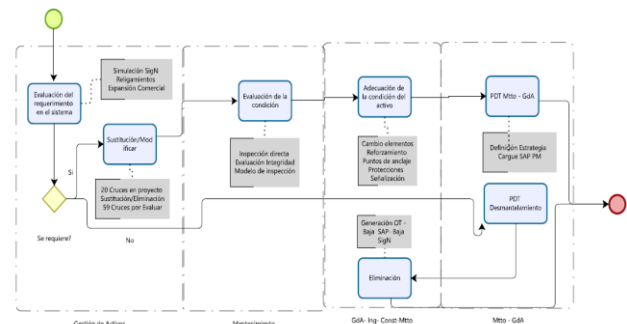 Evaluación del
requerimiento
en el sistema
Simulación SigN
Religamientos
Expansión Comercial
Sustitución/Mod
ificar
Si
20 Cruces en proyecto
Sustitución/Eliminación
59 Cruces por Evaluar
Se requiere?
No
Evaluación de la
condición
Inspección directa
Evaluación Integridad
Modelo de inspección
Adecuación de
la condición del
activo
Cambio elementos
Reforzamiento
Puntos de anclaje
Protecciones
Señalización
PDT Mtto - GdA
Definición Estrategia
Cargue SAP PM
PDT
Desmantelamiento
Generación OT -
Baja SAP- Baja
SigN
Eliminación
Gestión de Activos
Mantenimiento
GdA- Ing- Const-Mtto
Mtto - GdA